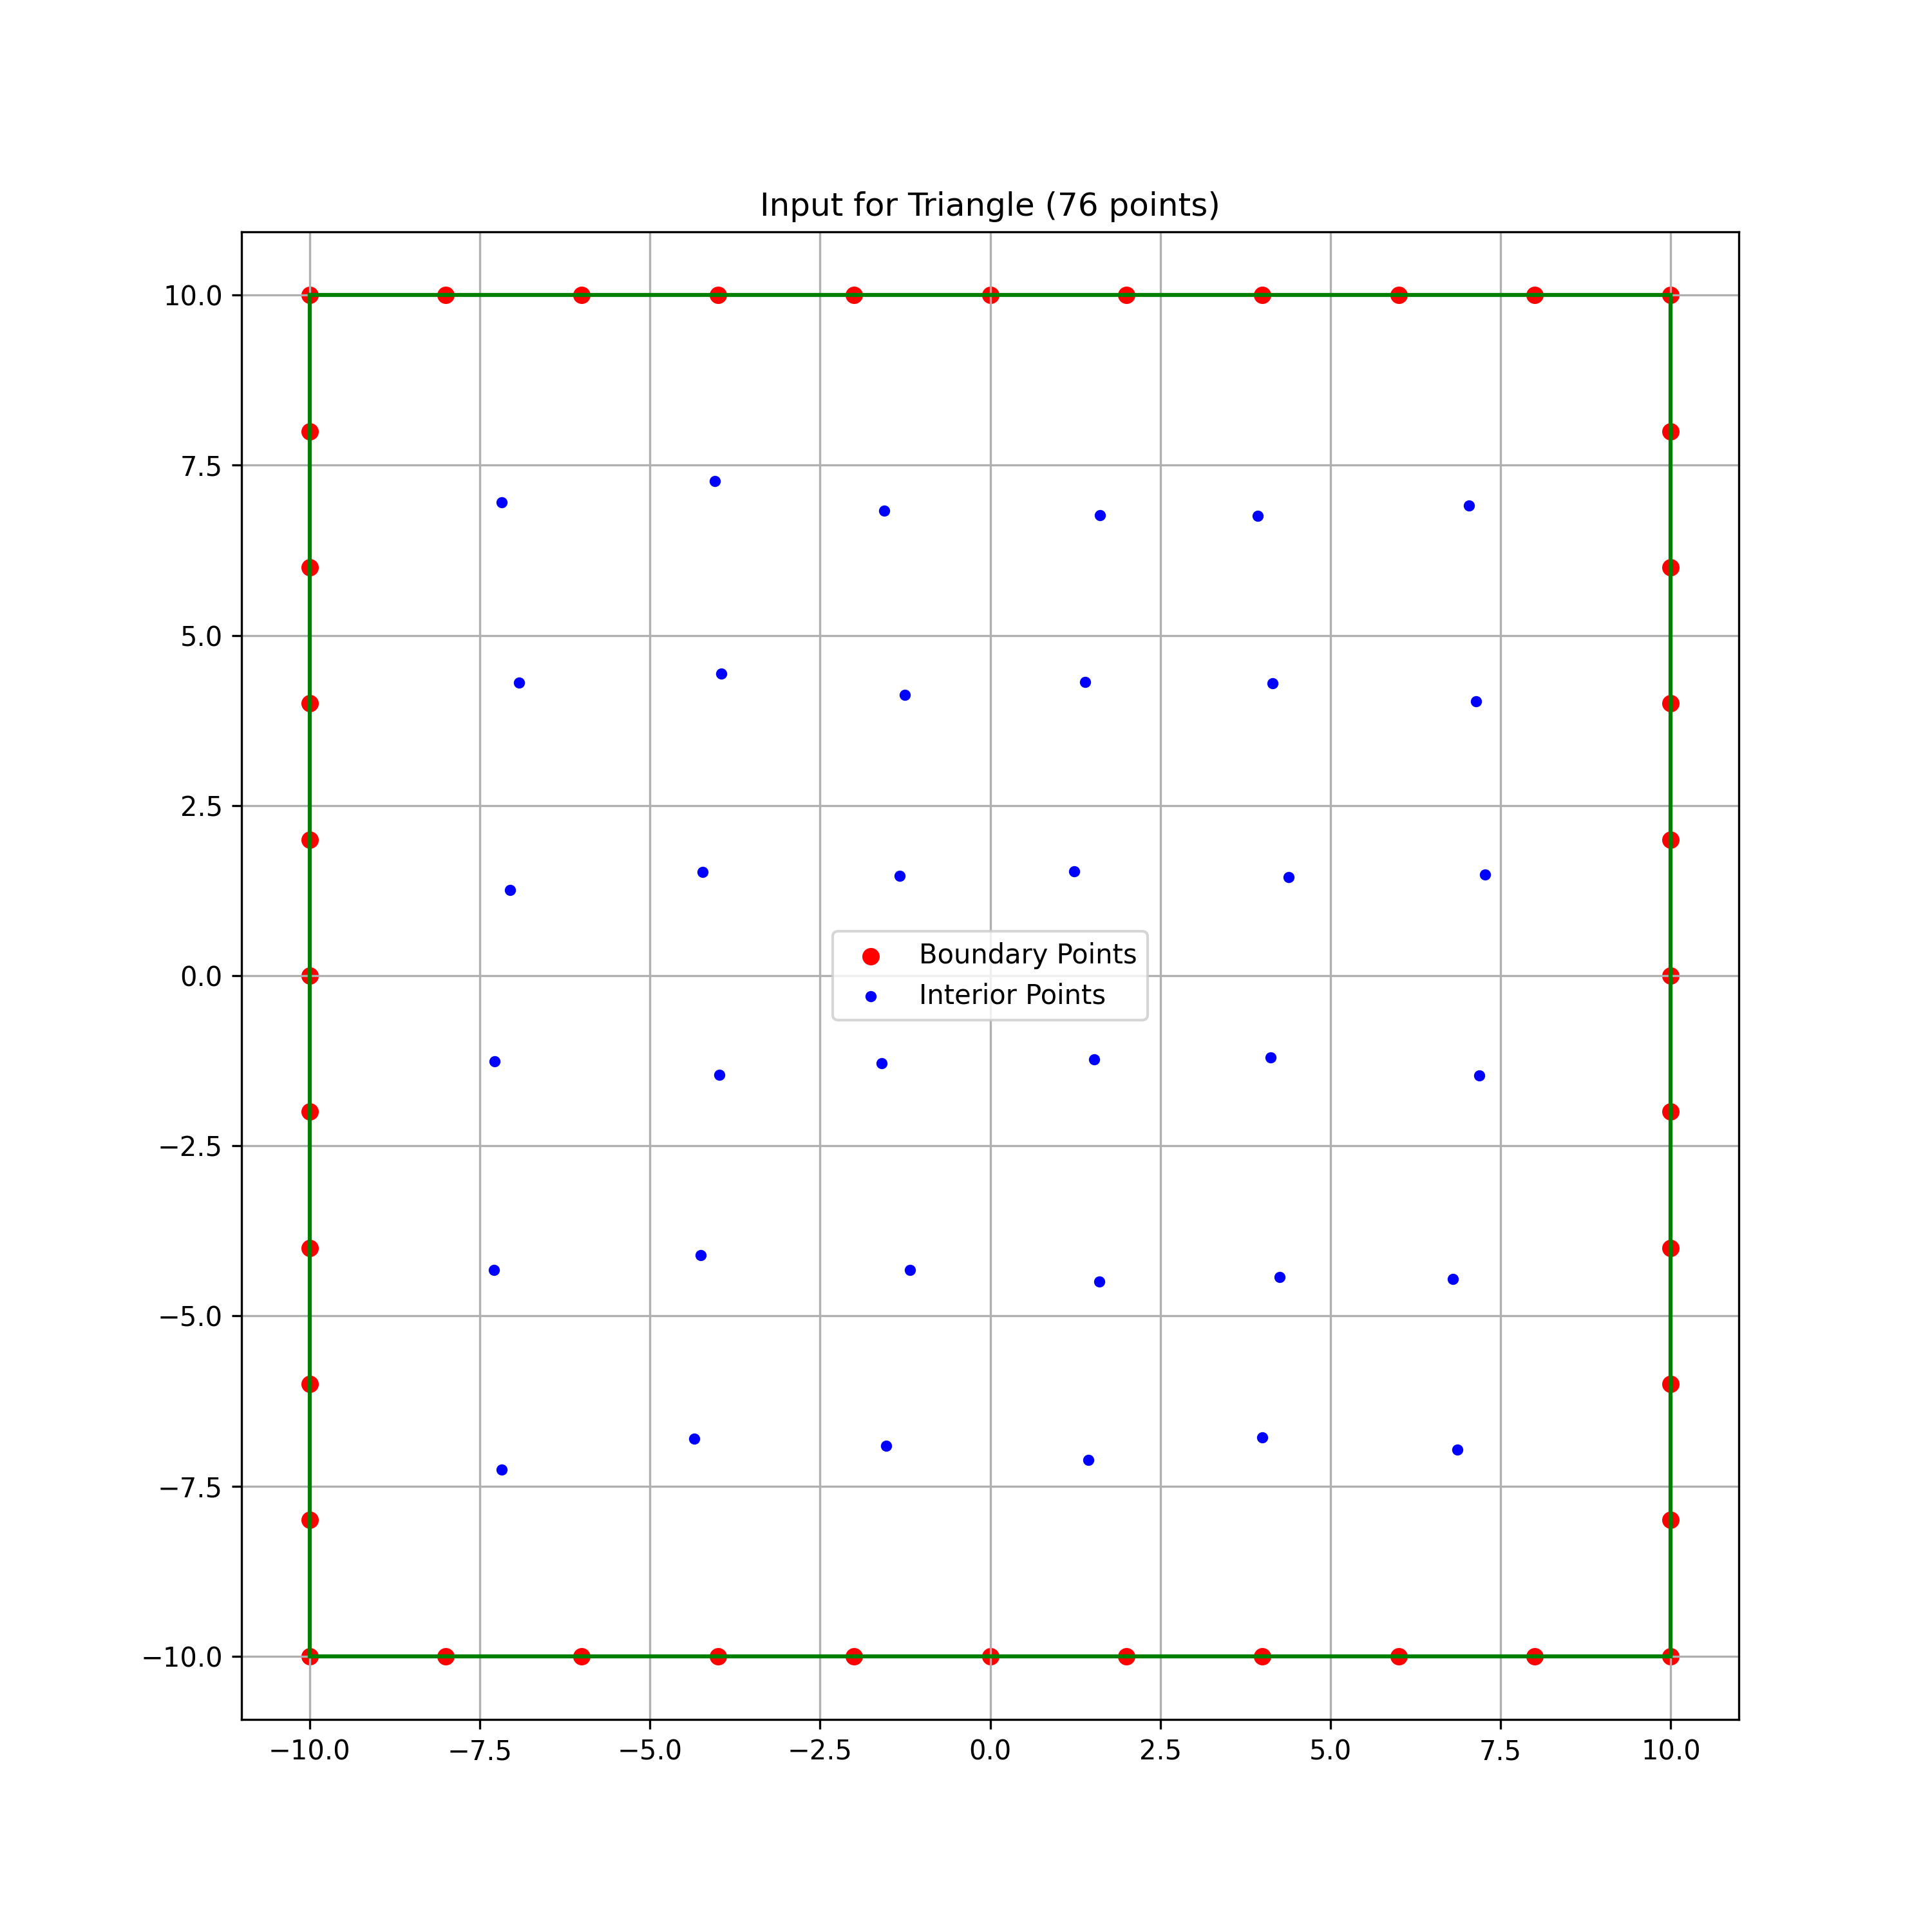 Input for Triangle (76 points)
10.0
7.5
5.0
2.5
0.0
−2.5
−5.0
−7.5
−10.0
Boundary Points
Interior Points
−10.0 −7.5 −5.0 −2.5 0.0 2.5 5.0 7.5 10.0